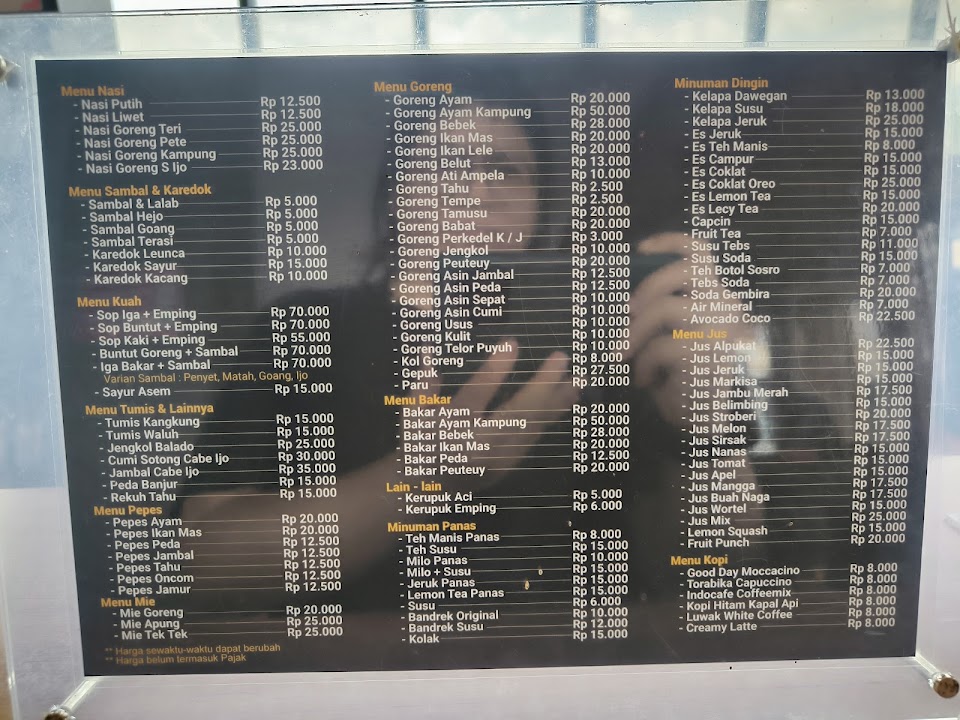 Menu Nasi
- Nasi Putih Rp 12.500
- Nasi Liwet Rp 12.500
- Nasi Goreng Teri Rp 25.000
- Nasi Goreng Pete Rp 25.000
- Nasi Goreng Kampung Rp 25.000
- Nasi Goreng S Ijo Rp 23.000
Menu Sambal & Karedok
- Sambal & Lalab Rp 5.000
- Sambal Hejo Rp 5.000
- Sambal Goang Rp 5.000
- Sambal Terasi Rp 5.000
- Karedok Leunca Rp 10.000
- Karedok Sayur Rp 15.000
- Karedok Kacang Rp 10.000
Menu Kuah
- Sop Iga + Emping Rp 70.000
- Sop Buntut + Emping Rp 70.000
- Sop Kaki + Emping Rp 55.000
- Buntut Goreng + Sambal Rp 70.000
- Iga Bakar + Sambal Rp 70.000
Varian Sambal : Penyet, Matah, Goang, Ijo
- Sayur Asem Rp 15.000
Menu Tumis & Lainnya
- Tumis Kangkung Rp 15.000
- Tumis Waluh Rp 15.000
- Jengkol Balado Rp 25.000
- Cumi Sotong Cabe Ijo Rp 30.000
- Jambal Cabe Ijo Rp 35.000
- Peda Banjur Rp 15.000
- Rekuh Tahu Rp 15.000
Menu Pepes
- Pepes Ayam Rp 20.000
- Pepes Ikan Mas Rp 20.000
- Pepes Peda Rp 12.500
- Pepes Jambal Rp 12.500
- Pepes Tahu Rp 12.500
- Pepes Oncom Rp 12.500
- Pepes Jamur Rp 12.500
Menu Mie
- Mie Goreng Rp 20.000
- Mie Apung Rp 25.000
- Mie Tek Tek Rp 25.000
** Harga sewaktu-waktu dapat berubah
** Harga belum termasuk Pajak
Menu Goreng
- Goreng Ayam Rp 20.000
- Goreng Ayam Kampung Rp 50.000
- Goreng Bebek Rp 28.000
- Goreng Ikan Mas Rp 20.000
- Goreng Ikan Lele Rp 20.000
- Goreng Belut Rp 13.000
- Goreng Ati Ampela Rp 10.000
- Goreng Tahu Rp 2.500
- Goreng Tempe Rp 2.500
- Goreng Tamusu Rp 20.000
- Goreng Babat Rp 20.000
- Goreng Perkedel K / J Rp 3.000
- Goreng Jengkol Rp 10.000
- Goreng Peuteuy Rp 20.000
- Goreng Asin Jambal Rp 12.500
- Goreng Asin Peda Rp 12.500
- Goreng Asin Sepat Rp 10.000
- Goreng Asin Cumi Rp 10.000
- Goreng Usus Rp 10.000
- Goreng Kulit Rp 10.000
- Goreng Telor Puyuh Rp 10.000
- Kol Goreng Rp 8.000
- Gepuk Rp 27.500
- Paru Rp 20.000
Menu Bakar
- Bakar Ayam Rp 20.000
- Bakar Ayam Kampung Rp 50.000
- Bakar Bebek Rp 28.000
- Bakar Ikan Mas Rp 20.000
- Bakar Peda Rp 12.500
- Bakar Peuteuy Rp 20.000
Lain - lain
- Kerupuk Aci Rp 5.000
- Kerupuk Emping Rp 6.000
Minuman Panas
- Teh Manis Panas Rp 8.000
- Teh Susu Rp 15.000
- Milo Panas Rp 10.000
- Milo + Susu Rp 15.000
- Jeruk Panas Rp 15.000
- Lemon Tea Panas Rp 15.000
- Susu Rp 6.000
- Bandrek Original Rp 10.000
- Bandrek Susu Rp 12.000
- Kolak Rp 15.000
Minuman Dingin
- Kelapa Dawegan Rp 13.000
- Kelapa Susu Rp 18.000
- Kelapa Jeruk Rp 25.000
- Es Jeruk Rp 15.000
- Es Teh Manis Rp 8.000
- Es Campur Rp 15.000
- Es Coklat Rp 15.000
- Es Coklat Oreo Rp 25.000
- Es Lemon Tea Rp 15.000
- Es Lecy Tea Rp 20.000
- Capcin Rp 15.000
- Fruit Tea Rp 7.000
- Susu Tebs Rp 11.000
- Susu Soda Rp 15.000
- Teh Botol Sosro Rp 7.000
- Tebs Soda Rp 7.000
- Soda Gembira Rp 20.000
- Air Mineral Rp 7.000
- Avocado Coco Rp 22.500
Menu Jus
- Jus Alpukat Rp 22.500
- Jus Lemon Rp 15.000
- Jus Jeruk Rp 15.000
- Jus Markisa Rp 15.000
- Jus Jambu Merah Rp 17.500
- Jus Belimbing Rp 15.000
- Jus Stroberi Rp 20.000
- Jus Melon Rp 17.500
- Jus Sirsak Rp 17.500
- Jus Nanas Rp 15.000
- Jus Tomat Rp 15.000
- Jus Apel Rp 15.000
- Jus Mangga Rp 17.500
- Jus Buah Naga Rp 17.500
- Jus Wortel Rp 15.000
- Jus Mix Rp 25.000
- Lemon Squash Rp 15.000
- Fruit Punch Rp 20.000
Menu Kopi
- Good Day Moccacino Rp 8.000
- Torabika Capuccino Rp 8.000
- Indocafe Coffeemix Rp 8.000
- Kopi Hitam Kapal Api Rp 8.000
- Luwak White Coffee Rp 8.000
- Creamy Latte Rp 8.000